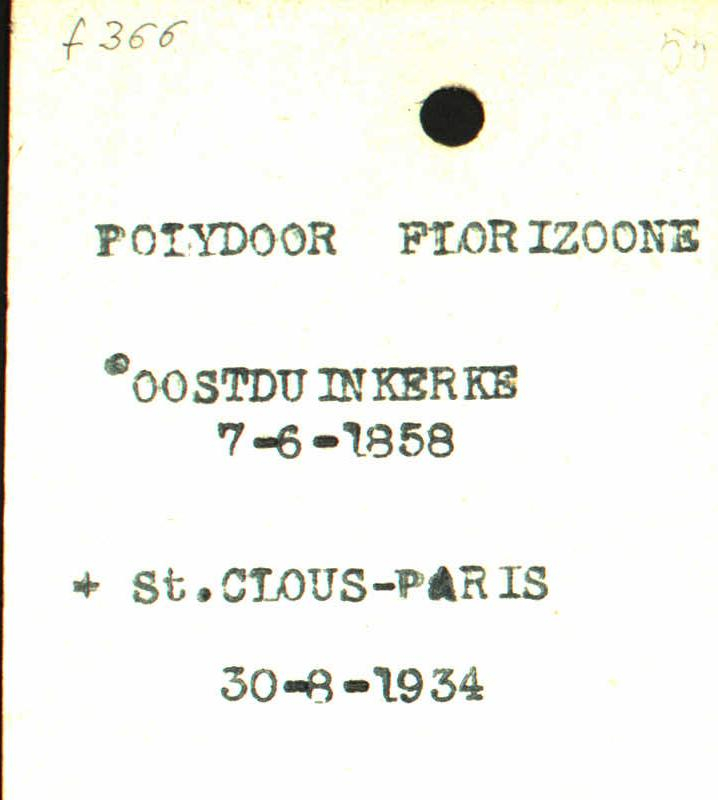 f 366
POLYDOOR FLORIZOONE
°OOSTDUINKERKE
7-6-1858
+ St.CLOUS-PARIS
30-8-1934